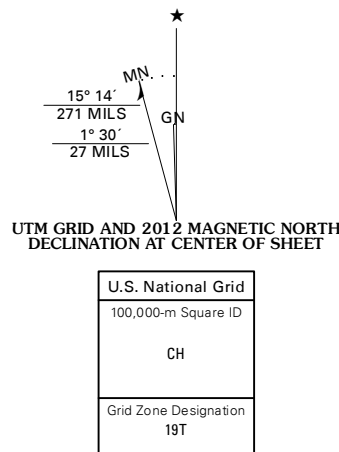 ★
MN
GN
15° 14´
271 MILS
1° 30´
27 MILS
UTM GRID AND 2012 MAGNETIC NORTH
DECLINATION AT CENTER OF SHEET
U.S. National Grid
100,000-m Square ID
CH
Grid Zone Designation
19T